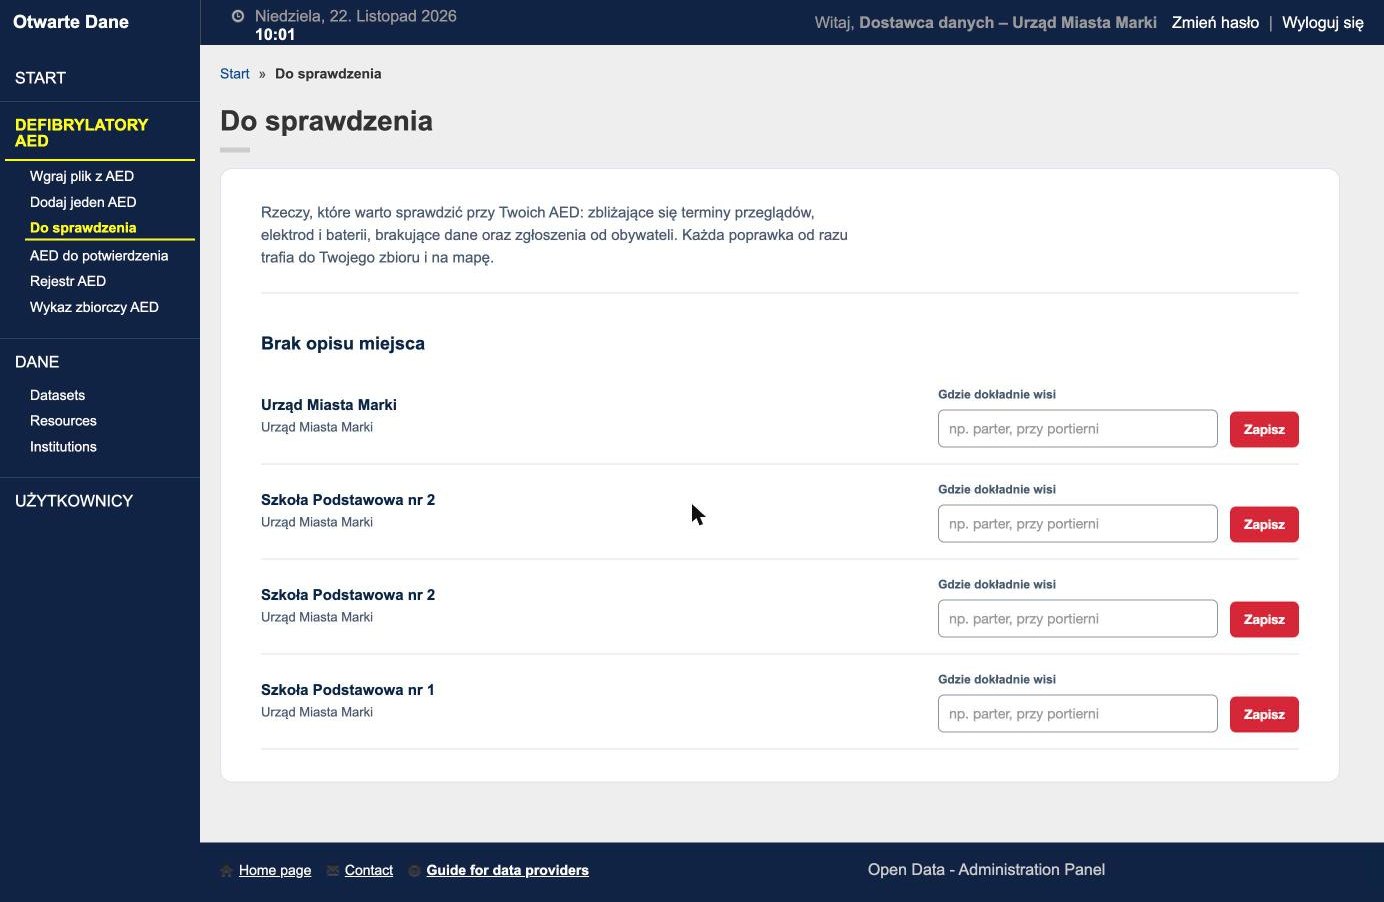 Otwarte Dane
Niedziela, 22. Listopad 2026
10:01
Witaj, Dostawca danych – Urząd Miasta Marki Zmień hasło | Wyloguj się
START
DEFIBRYLATORY
AED
Wgraj plik z AED
Dodaj jeden AED
Do sprawdzenia
AED do potwierdzenia
Rejestr AED
Wykaz zbiorczy AED
DANE
Datasets
Resources
Institutions
UŻYTKOWNICY
Start » Do sprawdzenia
Do sprawdzenia
Rzeczy, które warto sprawdzić przy Twoich AED: zbliżające się terminy przeglądów,
elektrod i baterii, brakujące dane oraz zgłoszenia od obywateli. Każda poprawka od razu
trafia do Twojego zbioru i na mapę.
Brak opisu miejsca
Urząd Miasta Marki
Urząd Miasta Marki
Gdzie dokładnie wisi
np. parter, przy portierni
Zapisz
Szkoła Podstawowa nr 2
Urząd Miasta Marki
Gdzie dokładnie wisi
np. parter, przy portierni
Zapisz
Szkoła Podstawowa nr 2
Urząd Miasta Marki
Gdzie dokładnie wisi
np. parter, przy portierni
Zapisz
Szkoła Podstawowa nr 1
Urząd Miasta Marki
Gdzie dokładnie wisi
np. parter, przy portierni
Zapisz
Home page Contact Guide for data providers
Open Data - Administration Panel